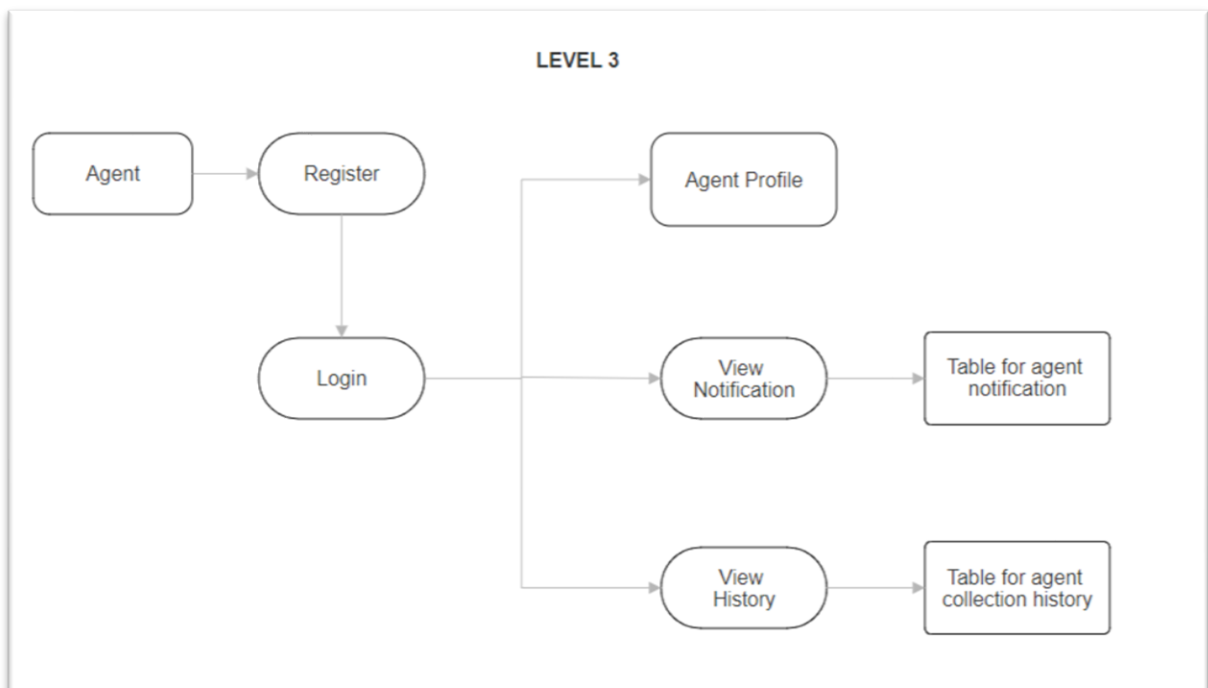 LEVEL 3
Agent
Register
Agent Profile
Login
View
Notification
Table for agent
notification
View
History
Table for agent
collection history